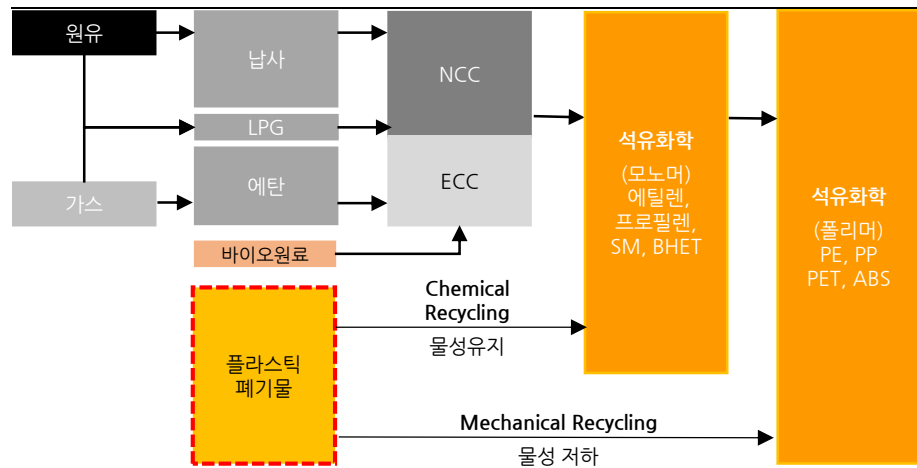 원유
납사
NCC
LPG
가스
에탄
ECC
바이오원료
석유화학
(모노머)
에틸렌,
프로필렌,
SM, BHET
석유화학
(폴리머)
PE, PP
PET, ABS
플라스틱
폐기물
Chemical
Recycling
물성유지
Mechanical Recycling
물성 저하